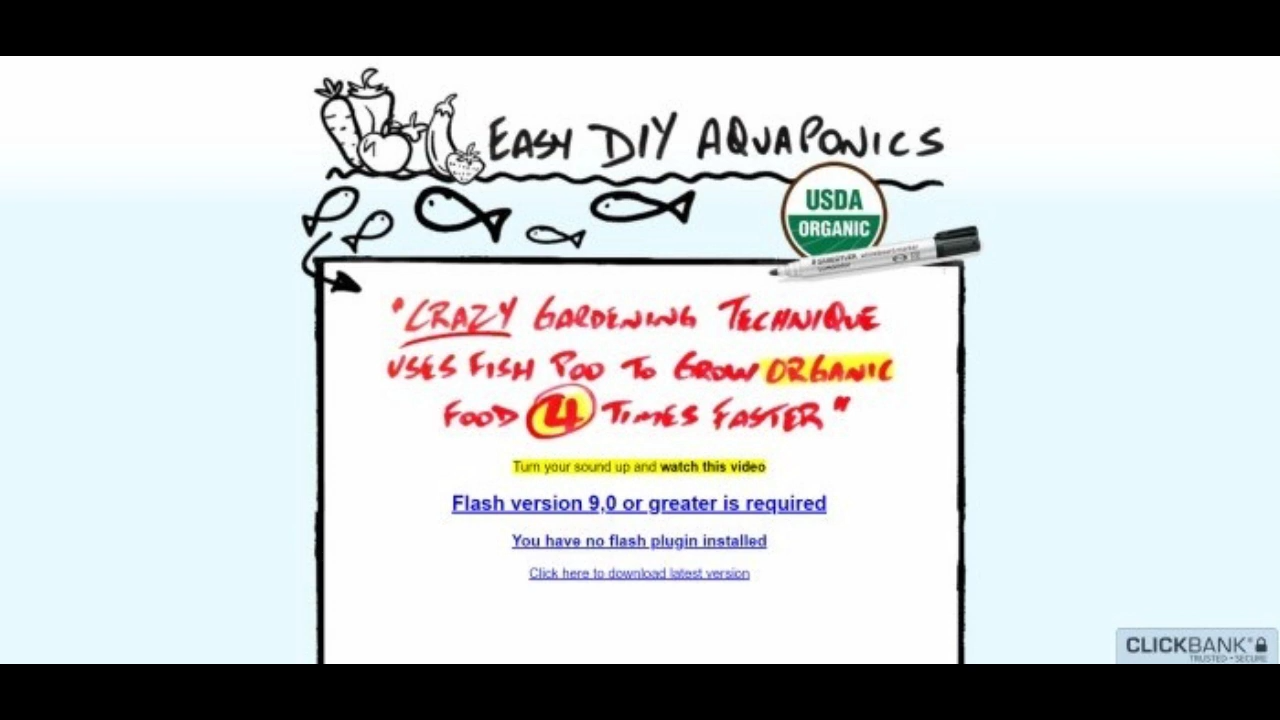 EASY DIY AQUAPONICS
USDA
ORGANIC
STAEDTLER
"CRAZY GARDENING TECHNIQUE
USES FISH POO TO GROW ORGANIC
FOOD 4 TIMES FASTER"
Turn your sound up and watch this video
Flash version 9,0 or greater is required
You have no flash plugin installed
Click here to download latest version
CLICKBANK®
TRUSTED • SECURE